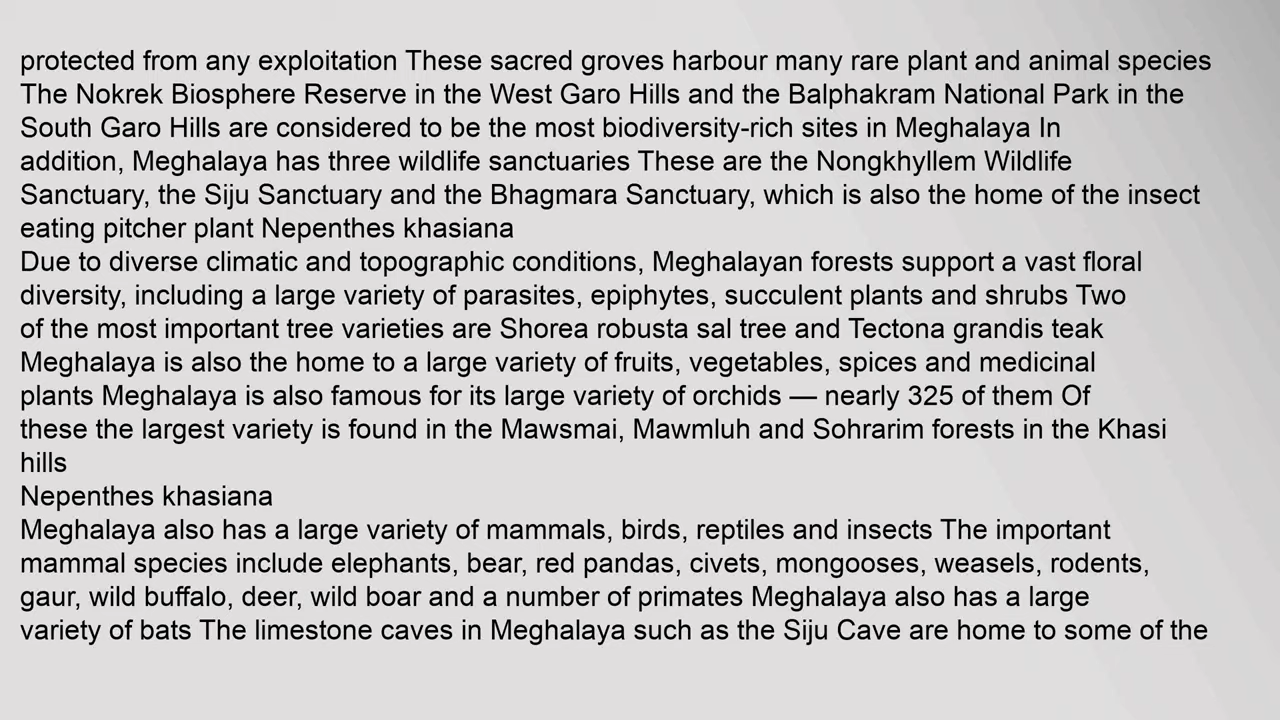 protected from any exploitation These sacred groves harbour many rare plant and animal species
The Nokrek Biosphere Reserve in the West Garo Hills and the Balphakram National Park in the
South Garo Hills are considered to be the most biodiversity-rich sites in Meghalaya In
addition, Meghalaya has three wildlife sanctuaries These are the Nongkhyllem Wildlife
Sanctuary, the Siju Sanctuary and the Bhagmara Sanctuary, which is also the home of the insect
eating pitcher plant Nepenthes khasiana
Due to diverse climatic and topographic conditions, Meghalayan forests support a vast floral
diversity, including a large variety of parasites, epiphytes, succulent plants and shrubs Two
of the most important tree varieties are Shorea robusta sal tree and Tectona grandis teak
Meghalaya is also the home to a large variety of fruits, vegetables, spices and medicinal
plants Meghalaya is also famous for its large variety of orchids — nearly 325 of them Of
these the largest variety is found in the Mawsmai, Mawmluh and Sohrarim forests in the Khasi
hills
Nepenthes khasiana
Meghalaya also has a large variety of mammals, birds, reptiles and insects The important
mammal species include elephants, bear, red pandas, civets, mongooses, weasels, rodents,
gaur, wild buffalo, deer, wild boar and a number of primates Meghalaya also has a large
variety of bats The limestone caves in Meghalaya such as the Siju Cave are home to some of the